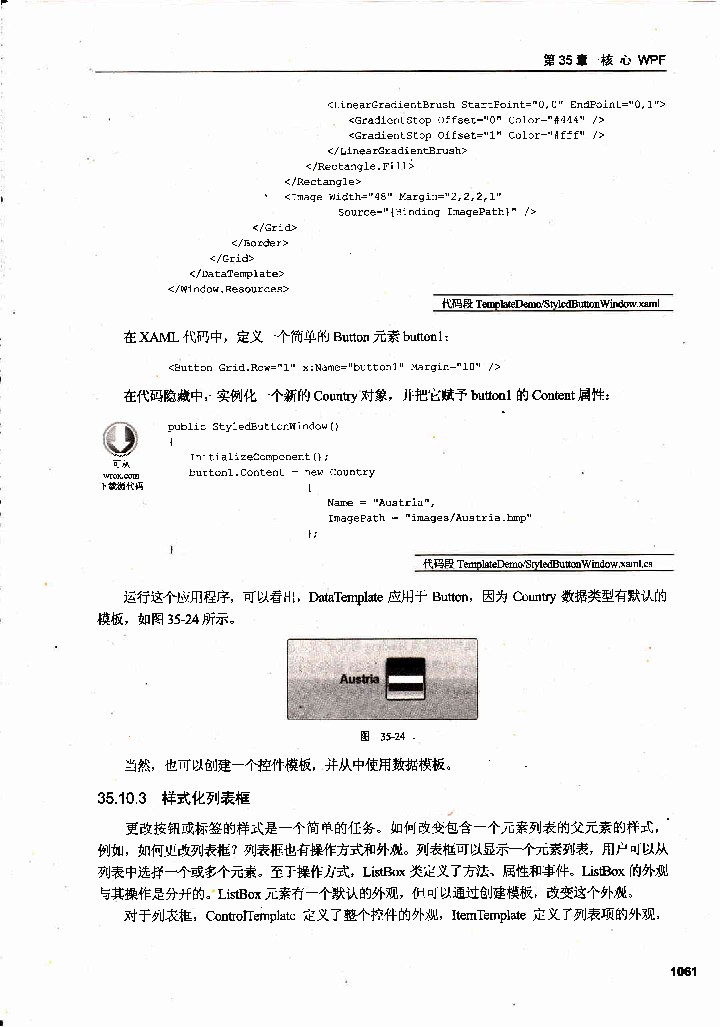 第 35 章 核 心 WPF
<LinearGradientBrush StartPoint="0,0" EndPoint="0,1">
<GradientStop Offset="0" Color="#444" />
<GradientStop Offset="1" Color="#fff" />
</LinearGradientBrush>
</Rectangle.Fill>
</Rectangle>
<Image Width="48" Margin="2,2,2,1"
Source="{Binding ImagePath}" />
</Grid>
</Border>
</Grid>
</DataTemplate>
</Window.Resources>
代码段 TemplateDemo/StyledButtonWindow.xaml
在 XAML 代码中，定义一个简单的 Button 元素 button1：
<Button Grid.Row="1" x:Name="button1" Margin="10" />
在代码隐藏中，实例化一个新的 Country 对象，并把它赋予 button1 的 Content 属性：
可从
wrox.com
下载源代码
public StyledButtonWindow()
{
InitializeComponent();
button1.Content = new Country
{
Name = "Austria",
ImagePath = "images/Austria.bmp"
};
}
代码段 TemplateDemo/StyledButtonWindow.xaml.cs
运行这个应用程序，可以看出，DataTemplate 应用于 Button，因为 Country 数据类型有默认的
模板，如图 35-24 所示。
Austria
图 35-24
当然，也可以创建一个控件模板，并从中使用数据模板。
35.10.3 样式化列表框
更改按钮或标签的样式是一个简单的任务。如何改变包含一个元素列表的父元素的样式，
例如，如何更改列表框？列表框也有操作方式和外观。列表框可以显示一个元素列表，用户可以从
列表中选择一个或多个元素。至于操作方式，ListBox 类定义了方法、属性和事件。ListBox 的外观
与其操作是分开的。ListBox 元素有一个默认的外观，但可以通过创建模板，改变这个外观。
对于列表框，ControlTemplate 定义了整个控件的外观，ItemTemplate 定义了列表项的外观，
1061